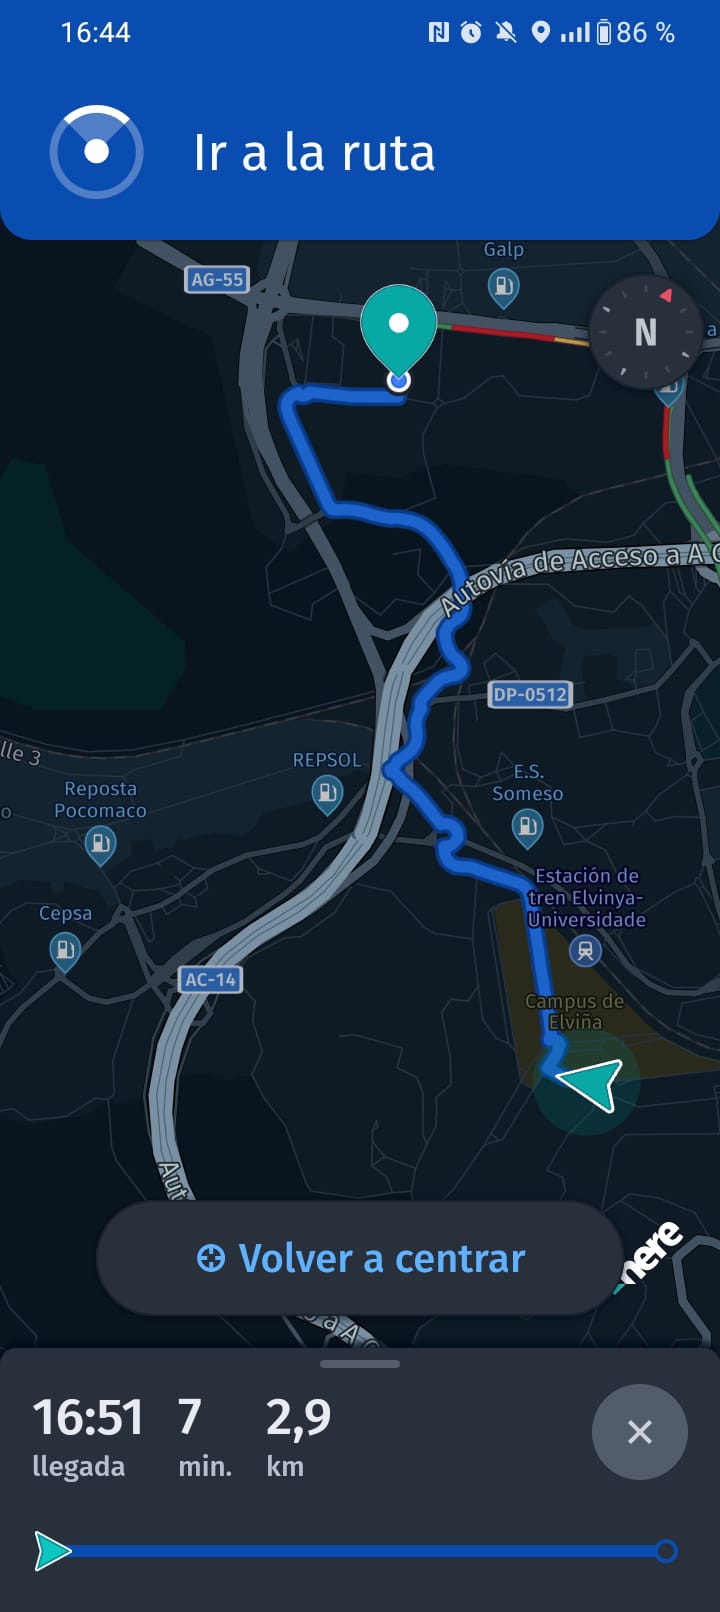 16:44
86 %
Ir a la ruta
Galp
AG-55
N
a
Autovía de Acceso a A C
DP-0512
lle 3
REPSOL
E.S.
Someso
Reposta
Pocomaco
o
Estación de
tren Elvinya-
Universidade
Cepsa
AC-14
Campus de
Elviña
Aut
Volver a centrar
here
a A C
16:51 7 2,9
llegada min. km